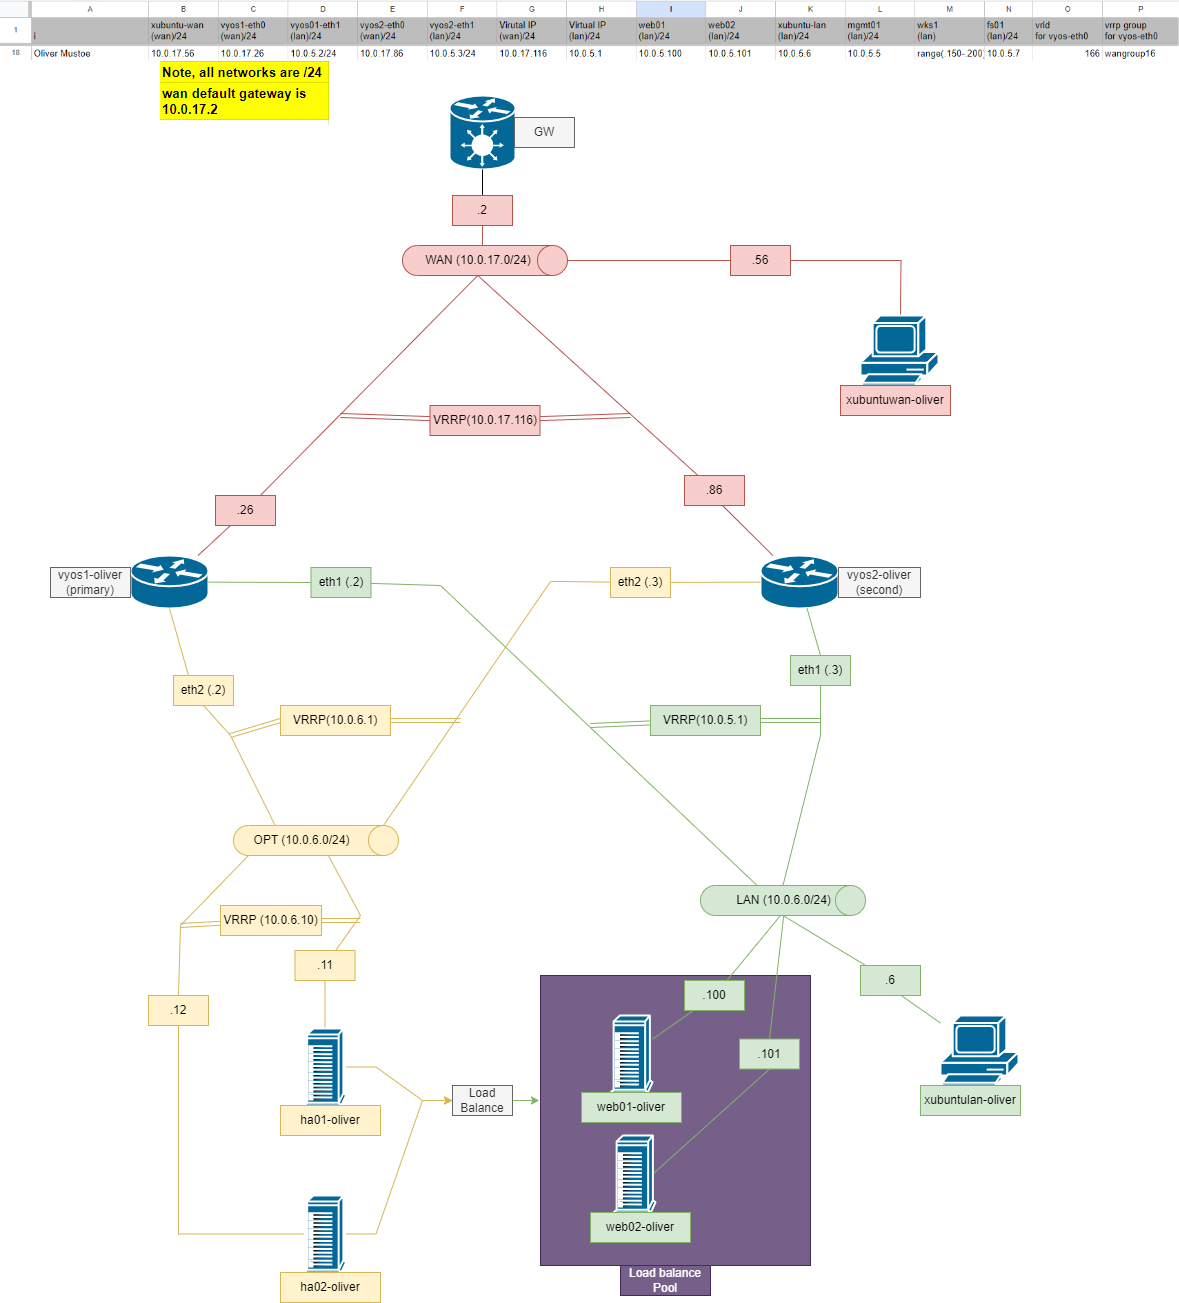 A B C D E F G H I J K L M N O P
xubuntu-wan vyos1-eth0 vyos01-eth1 vyos2-eth0 vyos2-eth1 Virutal IP Virtual IP web01 web02 xubuntu-lan mgmt01 wks1 fs01 vrid vrrp group
1 i (wan)/24 (wan)/24 (lan)/24 (wan)/24 (lan)/24 (wan)/24 (lan)/24 (lan)/24 (lan)/24 (lan)/24 (lan)/24 (lan) (lan)/24 for vyos-eth0 for vyos-eth0
18 Oliver Mustoe 10.0.17.56 10.0.17.26 10.0.5.2/24 10.0.17.86 10.0.5.3/24 10.0.17.116 10.0.5.1 10.0.5.100 10.0.5.101 10.0.5.6 10.0.5.5 range(.150-.200) 10.0.5.7 166 wangroup16
Note, all networks are /24
wan default gateway is
10.0.17.2
GW
.2
WAN (10.0.17.0/24)
.56
xubuntuwan-oliver
VRRP(10.0.17.116)
.26
.86
vyos1-oliver
(primary)
eth1 (.2)
eth2 (.3)
vyos2-oliver
(second)
eth2 (.2)
eth1 (.3)
VRRP(10.0.6.1)
VRRP(10.0.5.1)
OPT (10.0.6.0/24)
LAN (10.0.6.0/24)
VRRP (10.0.6.10)
.11
.12
.100
.6
.101
ha01-oliver
Load
Balance
web01-oliver
xubuntulan-oliver
web02-oliver
ha02-oliver
Load balance
Pool